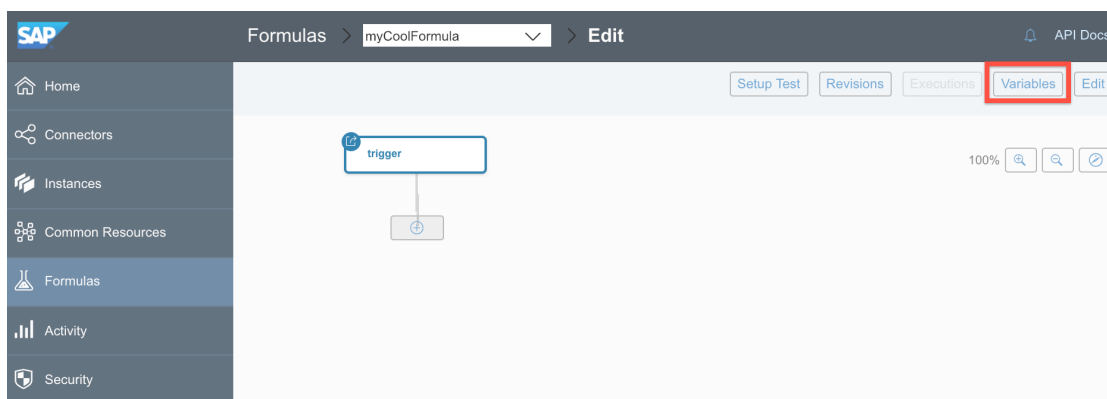 SAP
Formulas > myCoolFormula > Edit
API Docs
Home
Connectors
Instances
Common Resources
Formulas
Activity
Security
Setup Test
Revisions
Executions
Variables
Edit
trigger
100%